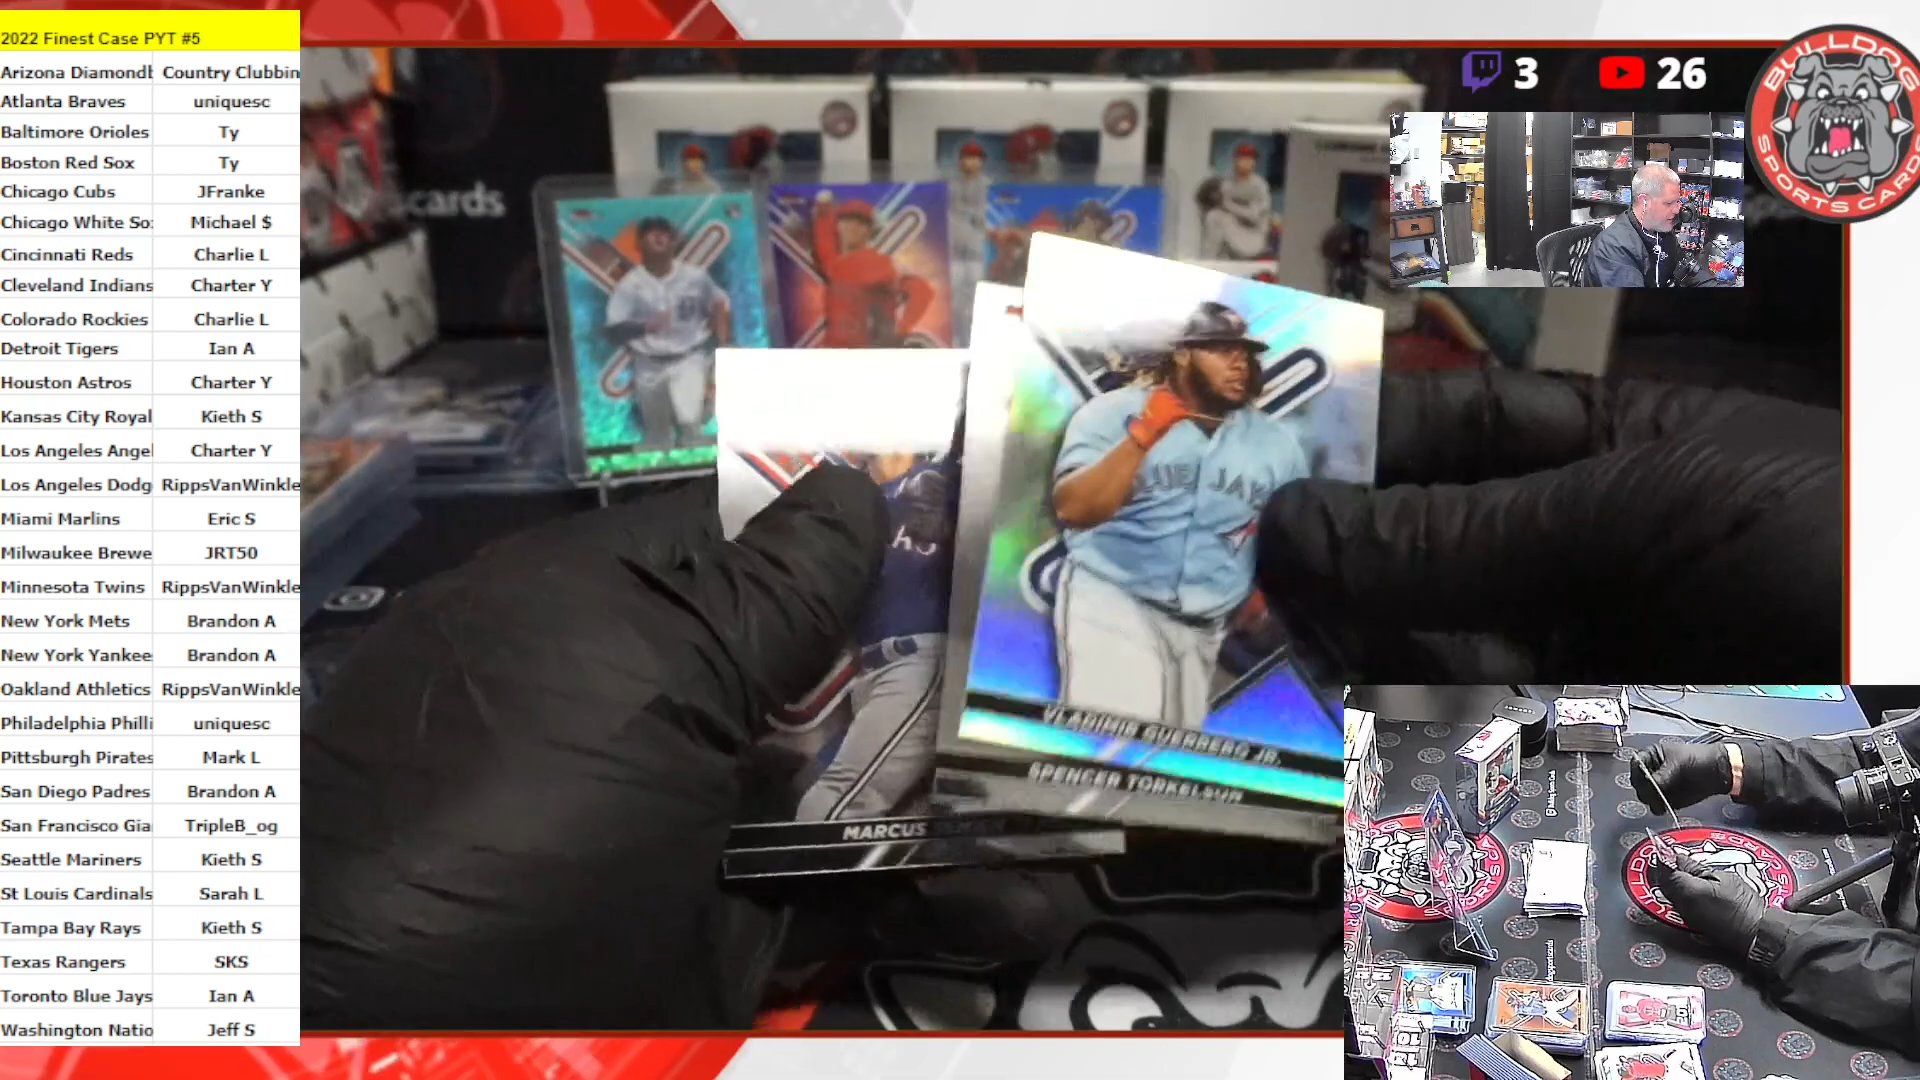 2022 Finest Case PYT #5
Arizona Diamondb Country Clubbin
Atlanta Braves uniquesc
Baltimore Orioles Ty
Boston Red Sox Ty
Chicago Cubs JFranke
Chicago White So Michael $
Cincinnati Reds Charlie L
Cleveland Indians Charter Y
Colorado Rockies Charlie L
Detroit Tigers Ian A
Houston Astros Charter Y
Kansas City Royal Kieth S
Los Angeles Angel Charter Y
Los Angeles Dodg RippsVanWinkle
Miami Marlins Eric S
Milwaukee Brewe JRT50
Minnesota Twins RippsVanWinkle
New York Mets Brandon A
New York Yankee Brandon A
Oakland Athletics RippsVanWinkle
Philadelphia Philli uniquesc
Pittsburgh Pirates Mark L
San Diego Padres Brandon A
San Francisco Gia TripleB_og
Seattle Mariners Kieth S
St Louis Cardinals Sarah L
Tampa Bay Rays Kieth S
Texas Rangers SKS
Toronto Blue Jays Ian A
Washington Natio Jeff S
3 26
BULLDOG
SPORTS CARDS
cards
VLADIMIR GUERRERO JR.
SPENCER TORKELSON
MARCUS